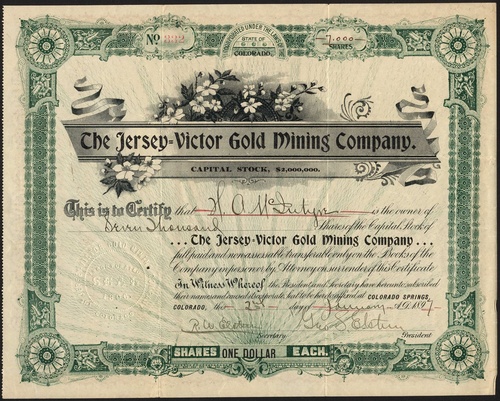 No 332
INCORPORATED UNDER THE LAWS OF THE
STATE OF
COLORADO.
7,000
SHARES
The Jersey-Victor Gold Mining Company.
CAPITAL STOCK, $2,000,000.
This is to Certify that H. O. McIntyre is the owner of
Seven Thousand Shares of the Capital Stock of
...The Jersey-Victor Gold Mining Company...
full paid and non assessable transferable only on the Books of the
Company in person or by Attorney on surrender of this Certificate
In Witness Whereof the President and Secretary have hereunto subscribed
their names and caused the corporate Seal to be hereto affixed at COLORADO SPRINGS,
COLORADO, this 25 day of January A.D. 1897
Secretary
President
SHARES ONE DOLLAR EACH.